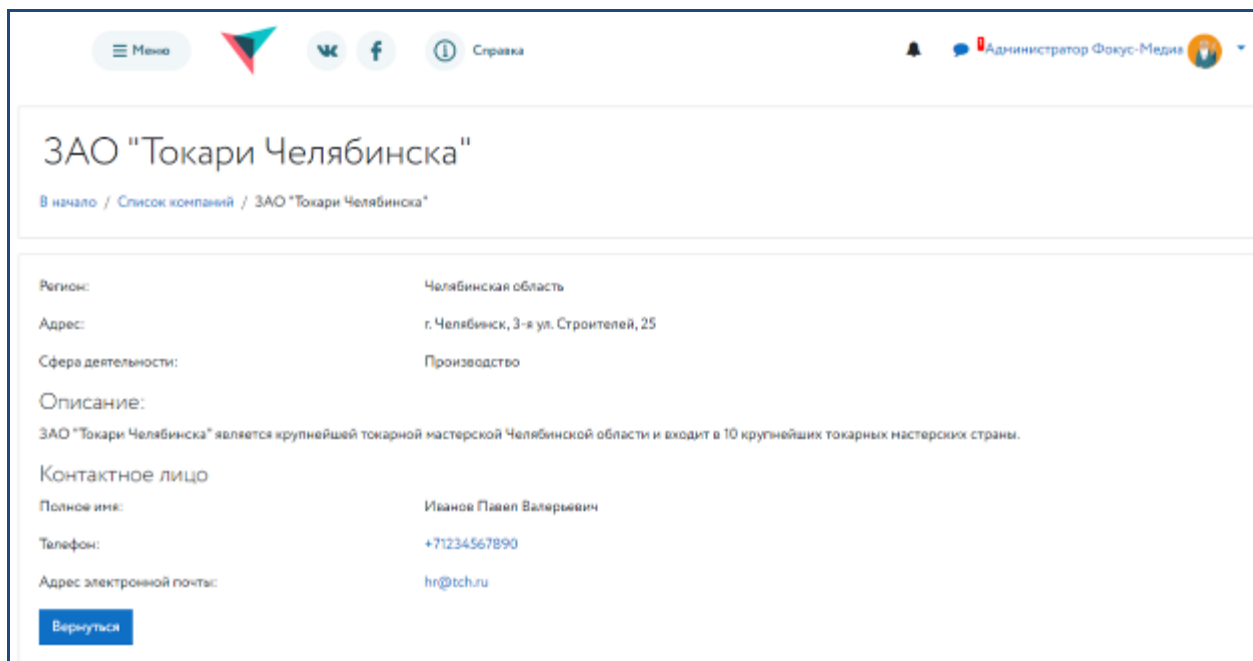 Меню
Справка
Администратор Фокус-Медиа
ЗАО "Токари Челябинска"
В начало / Список компаний / ЗАО "Токари Челябинска"
Регион: Челябинская область
Адрес: г. Челябинск, 3-я ул. Строителей, 25
Сфера деятельности: Производство
Описание:
ЗАО "Токари Челябинска" является крупнейшей токарной мастерской Челябинской области и входит в 10 крупнейших токарных мастерских страны.
Контактное лицо
Полное имя: Иванов Павел Валерьевич
Телефон: +71234567890
Адрес электронной почты: hr@tch.ru
Вернуться